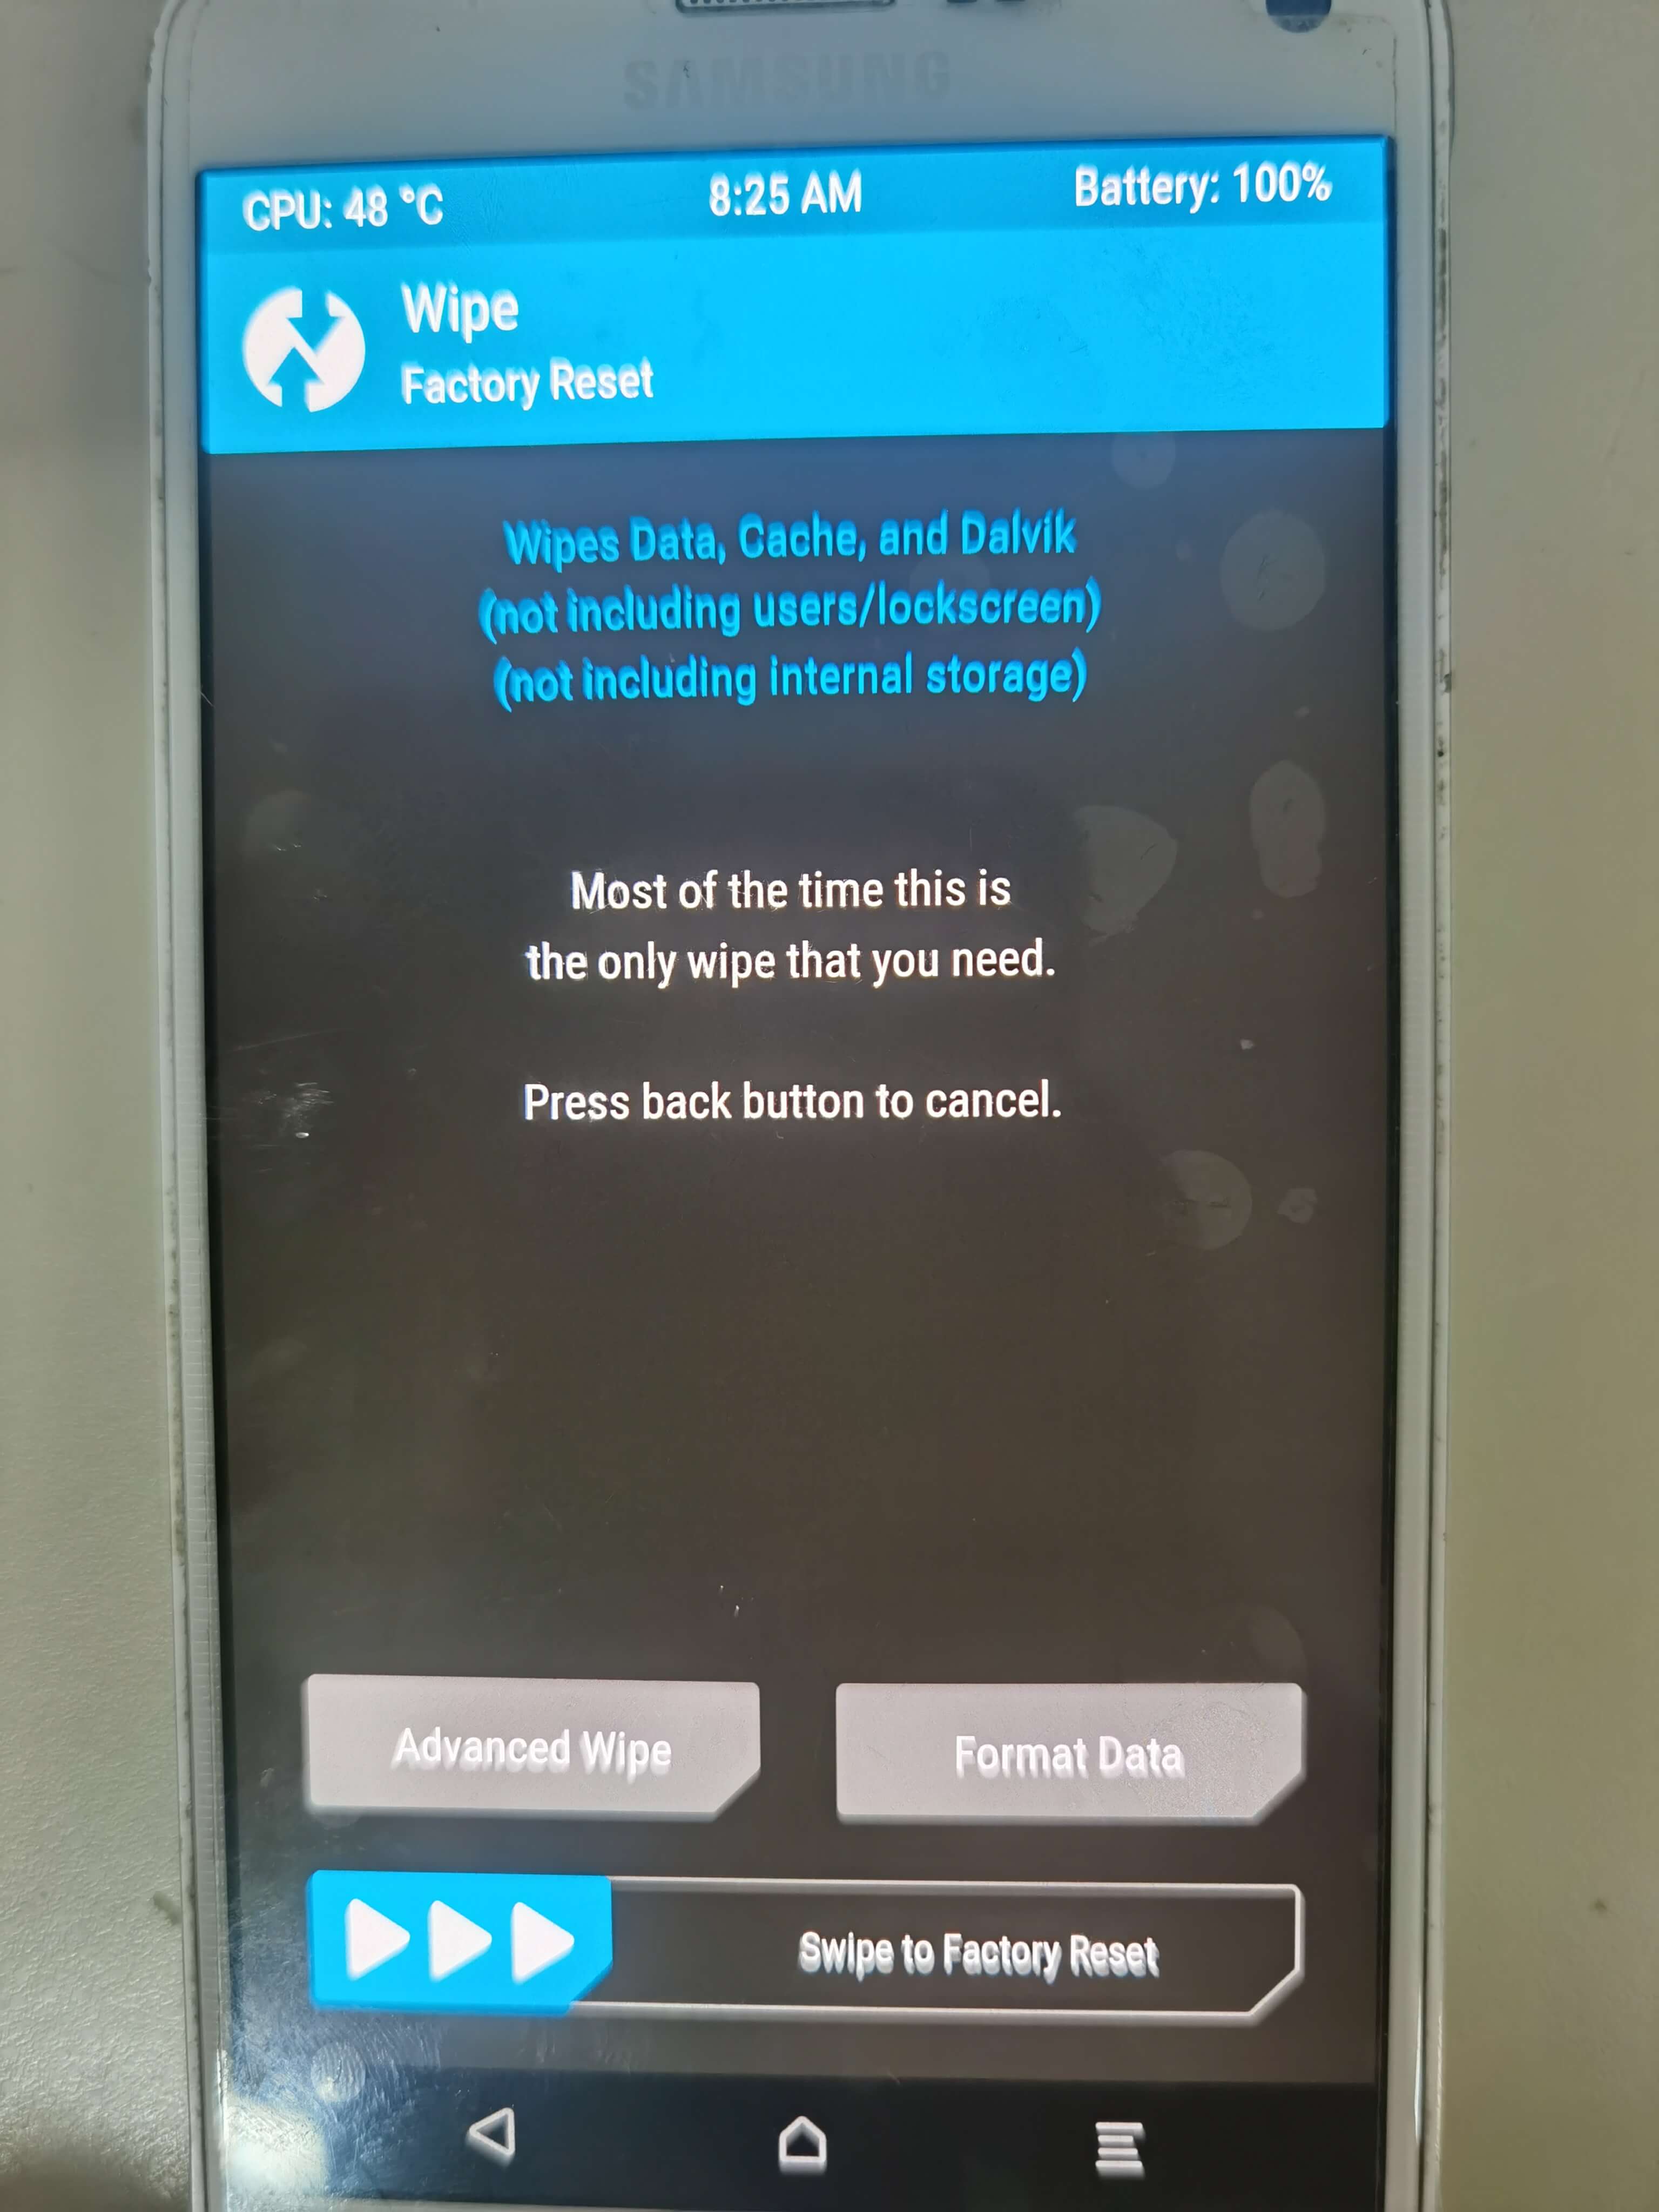 SAMSUNG
CPU: 48 °C 8:25 AM Battery: 100%
Wipe
Factory Reset
Wipes Data, Cache, and Dalvik
(not including users/lockscreen)
(not including internal storage)
Most of the time this is
the only wipe that you need.
Press back button to cancel.
Advanced Wipe Format Data
Swipe to Factory Reset